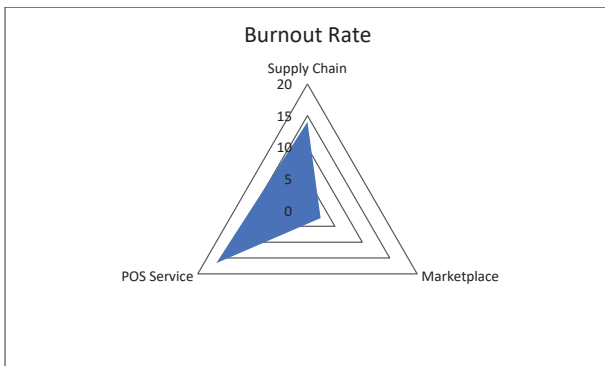 Burnout Rate
Supply Chain
20
15
10
5
0
POS Service
Marketplace